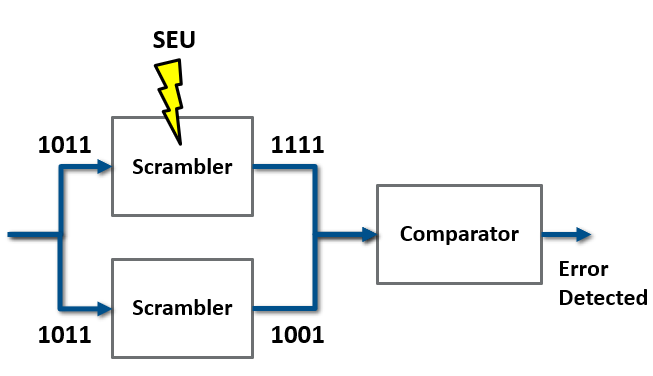 SEU
1011
1111
Scrambler
Comparator
Error
Detected
Scrambler
1011
1001